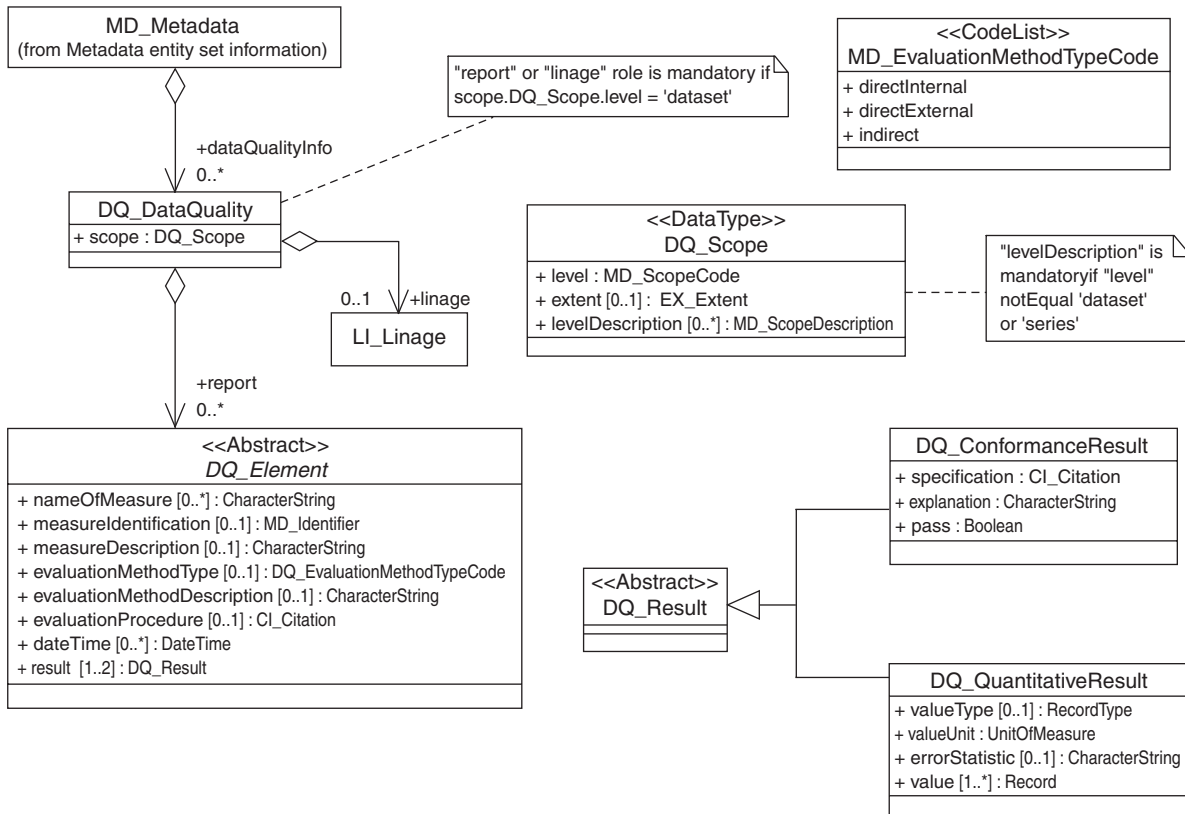 MD_Metadata
(from Metadata entity set information)
"report" or "linage" role is mandatory if
scope.DQ_Scope.level = 'dataset'
<<CodeList>>
MD_EvaluationMethodTypeCode
+ directInternal
+ directExternal
+ indirect
+dataQualityInfo
0..*
DQ_DataQuality
+ scope : DQ_Scope
0..1
+linage
LI_Linage
<<DataType>>
DQ_Scope
+ level : MD_ScopeCode
+ extent [0..1] : EX_Extent
+ levelDescription [0..*] : MD_ScopeDescription
"levelDescription" is
mandatoryif "level"
notEqual 'dataset'
or 'series'
+report
0..*
<<Abstract>>
DQ_Element
+ nameOfMeasure [0..*] : CharacterString
+ measureIdentification [0..1] : MD_Identifier
+ measureDescription [0..1] : CharacterString
+ evaluationMethodType [0..1] : DQ_EvaluationMethodTypeCode
+ evaluationMethodDescription [0..1] : CharacterString
+ evaluationProcedure [0..1] : CI_Citation
+ dateTime [0..*] : DateTime
+ result [1..2] : DQ_Result
DQ_ConformanceResult
+ specification : CI_Citation
+ explanation : CharacterString
+ pass : Boolean
<<Abstract>>
DQ_Result
DQ_QuantitativeResult
+ valueType [0..1] : RecordType
+ valueUnit : UnitOfMeasure
+ errorStatistic [0..1] : CharacterString
+ value [1..*] : Record